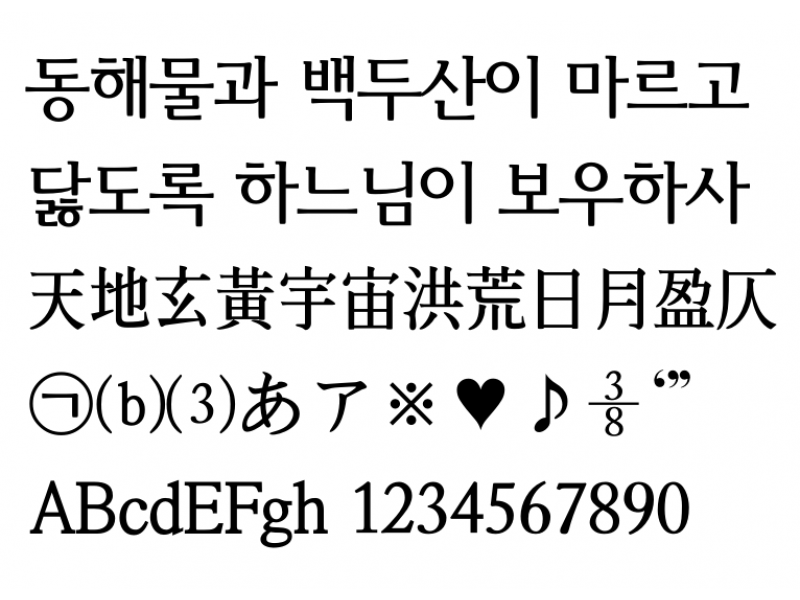 동해물과 백두산이 마르고
닳도록 하느님이 보우하사
天地玄黃宇宙洪荒日月盈仄
㉠⒝⑶あア※♥♪⅜‘”
ABcdEFgh 1234567890